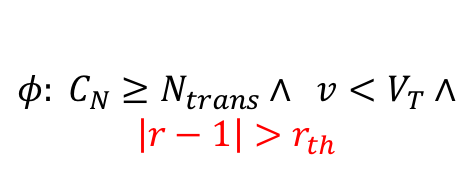 ϕ: C_N ≥ N_trans ∧ v < V_T ∧
|r − 1| > r_th